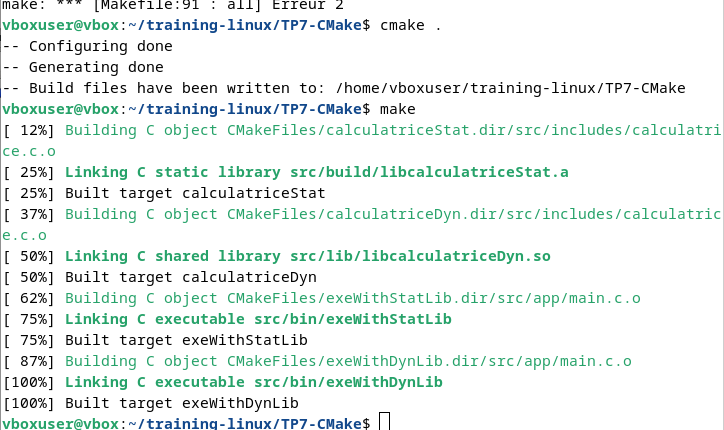 make: *** [Makefile:91 : all] Erreur 2
vboxuser@vbox:~/training-linux/TP7-CMake$ cmake .
-- Configuring done
-- Generating done
-- Build files have been written to: /home/vboxuser/training-linux/TP7-CMake
vboxuser@vbox:~/training-linux/TP7-CMake$ make
[ 12%] Building C object CMakeFiles/calculatriceStat.dir/src/includes/calculatri
ce.c.o
[ 25%] Linking C static library src/build/libcalculatriceStat.a
[ 25%] Built target calculatriceStat
[ 37%] Building C object CMakeFiles/calculatriceDyn.dir/src/includes/calculatric
e.c.o
[ 50%] Linking C shared library src/lib/libcalculatriceDyn.so
[ 50%] Built target calculatriceDyn
[ 62%] Building C object CMakeFiles/exeWithStatLib.dir/src/app/main.c.o
[ 75%] Linking C executable src/bin/exeWithStatLib
[ 75%] Built target exeWithStatLib
[ 87%] Building C object CMakeFiles/exeWithDynLib.dir/src/app/main.c.o
[100%] Linking C executable src/bin/exeWithDynLib
[100%] Built target exeWithDynLib
vboxuser@vbox:~/training-linux/TP7-CMake$